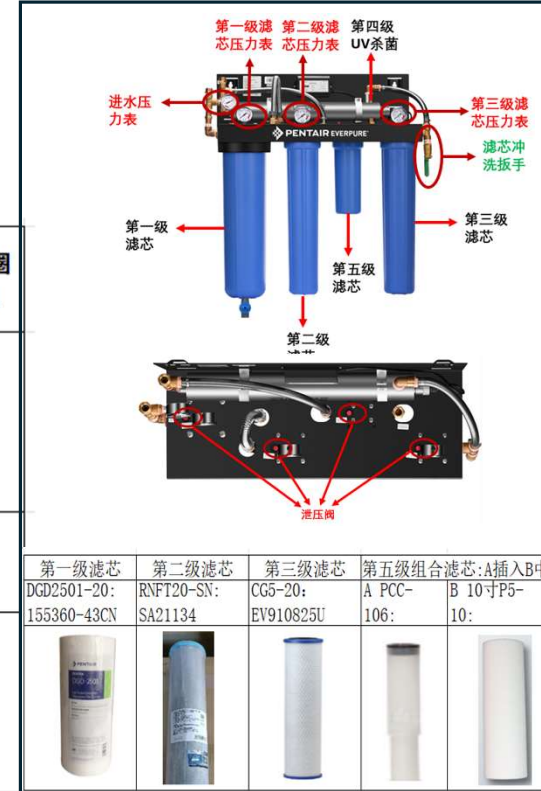 第一级滤
芯压力表
第二级滤
芯压力表
第四级
UV杀菌
进水压
力表
第三级滤
芯压力表
PENTAIR EVERPURE
滤芯冲
洗扳手
第一级
滤芯
第三级
滤芯
第五级
滤芯
第二级
圈
泄压阀
第一级滤芯 第二级滤芯 第三级滤芯 第五级组合滤芯:A插入B中
DGD2501-20: RNFT20-SN: CG5-20: A PCC- B 10寸P5-
155360-43CN SA21134 EV910825U 106: 10:
PENTAIR